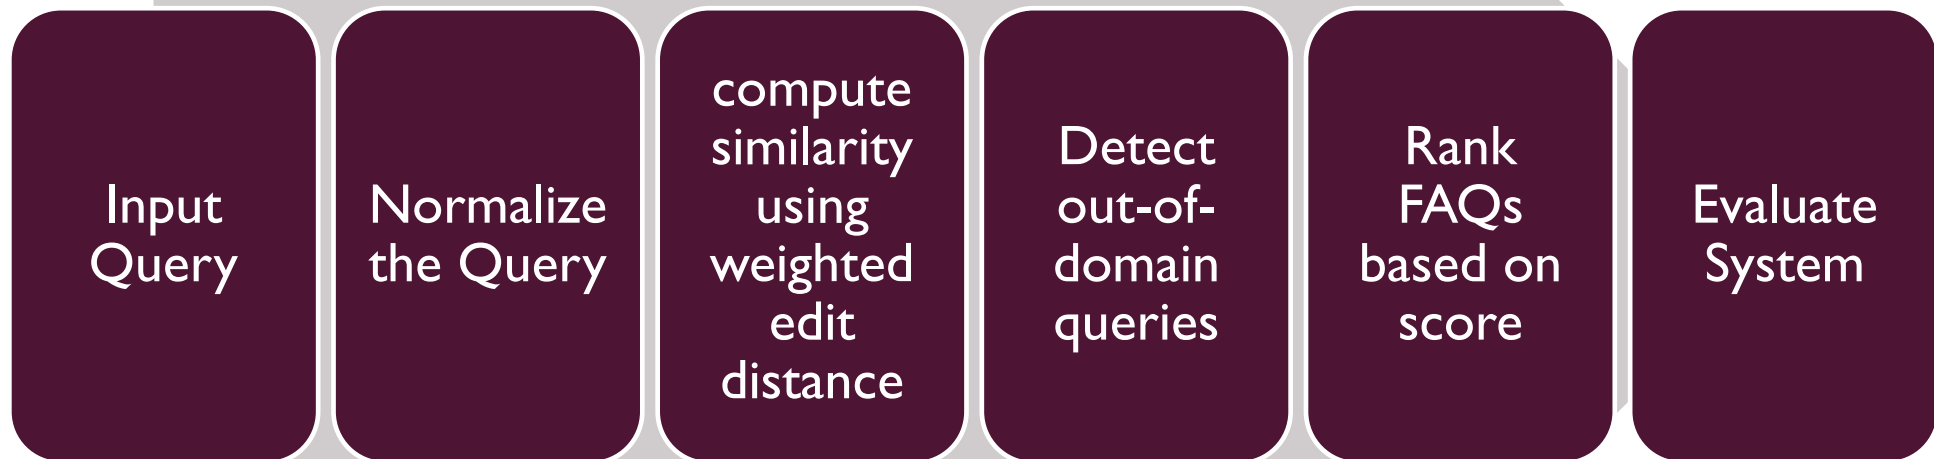 Input
Query
Normalize
the Query
compute
similarity
using
weighted
edit
distance
Detect
out-of-
domain
queries
Rank
FAQs
based on
score
Evaluate
System